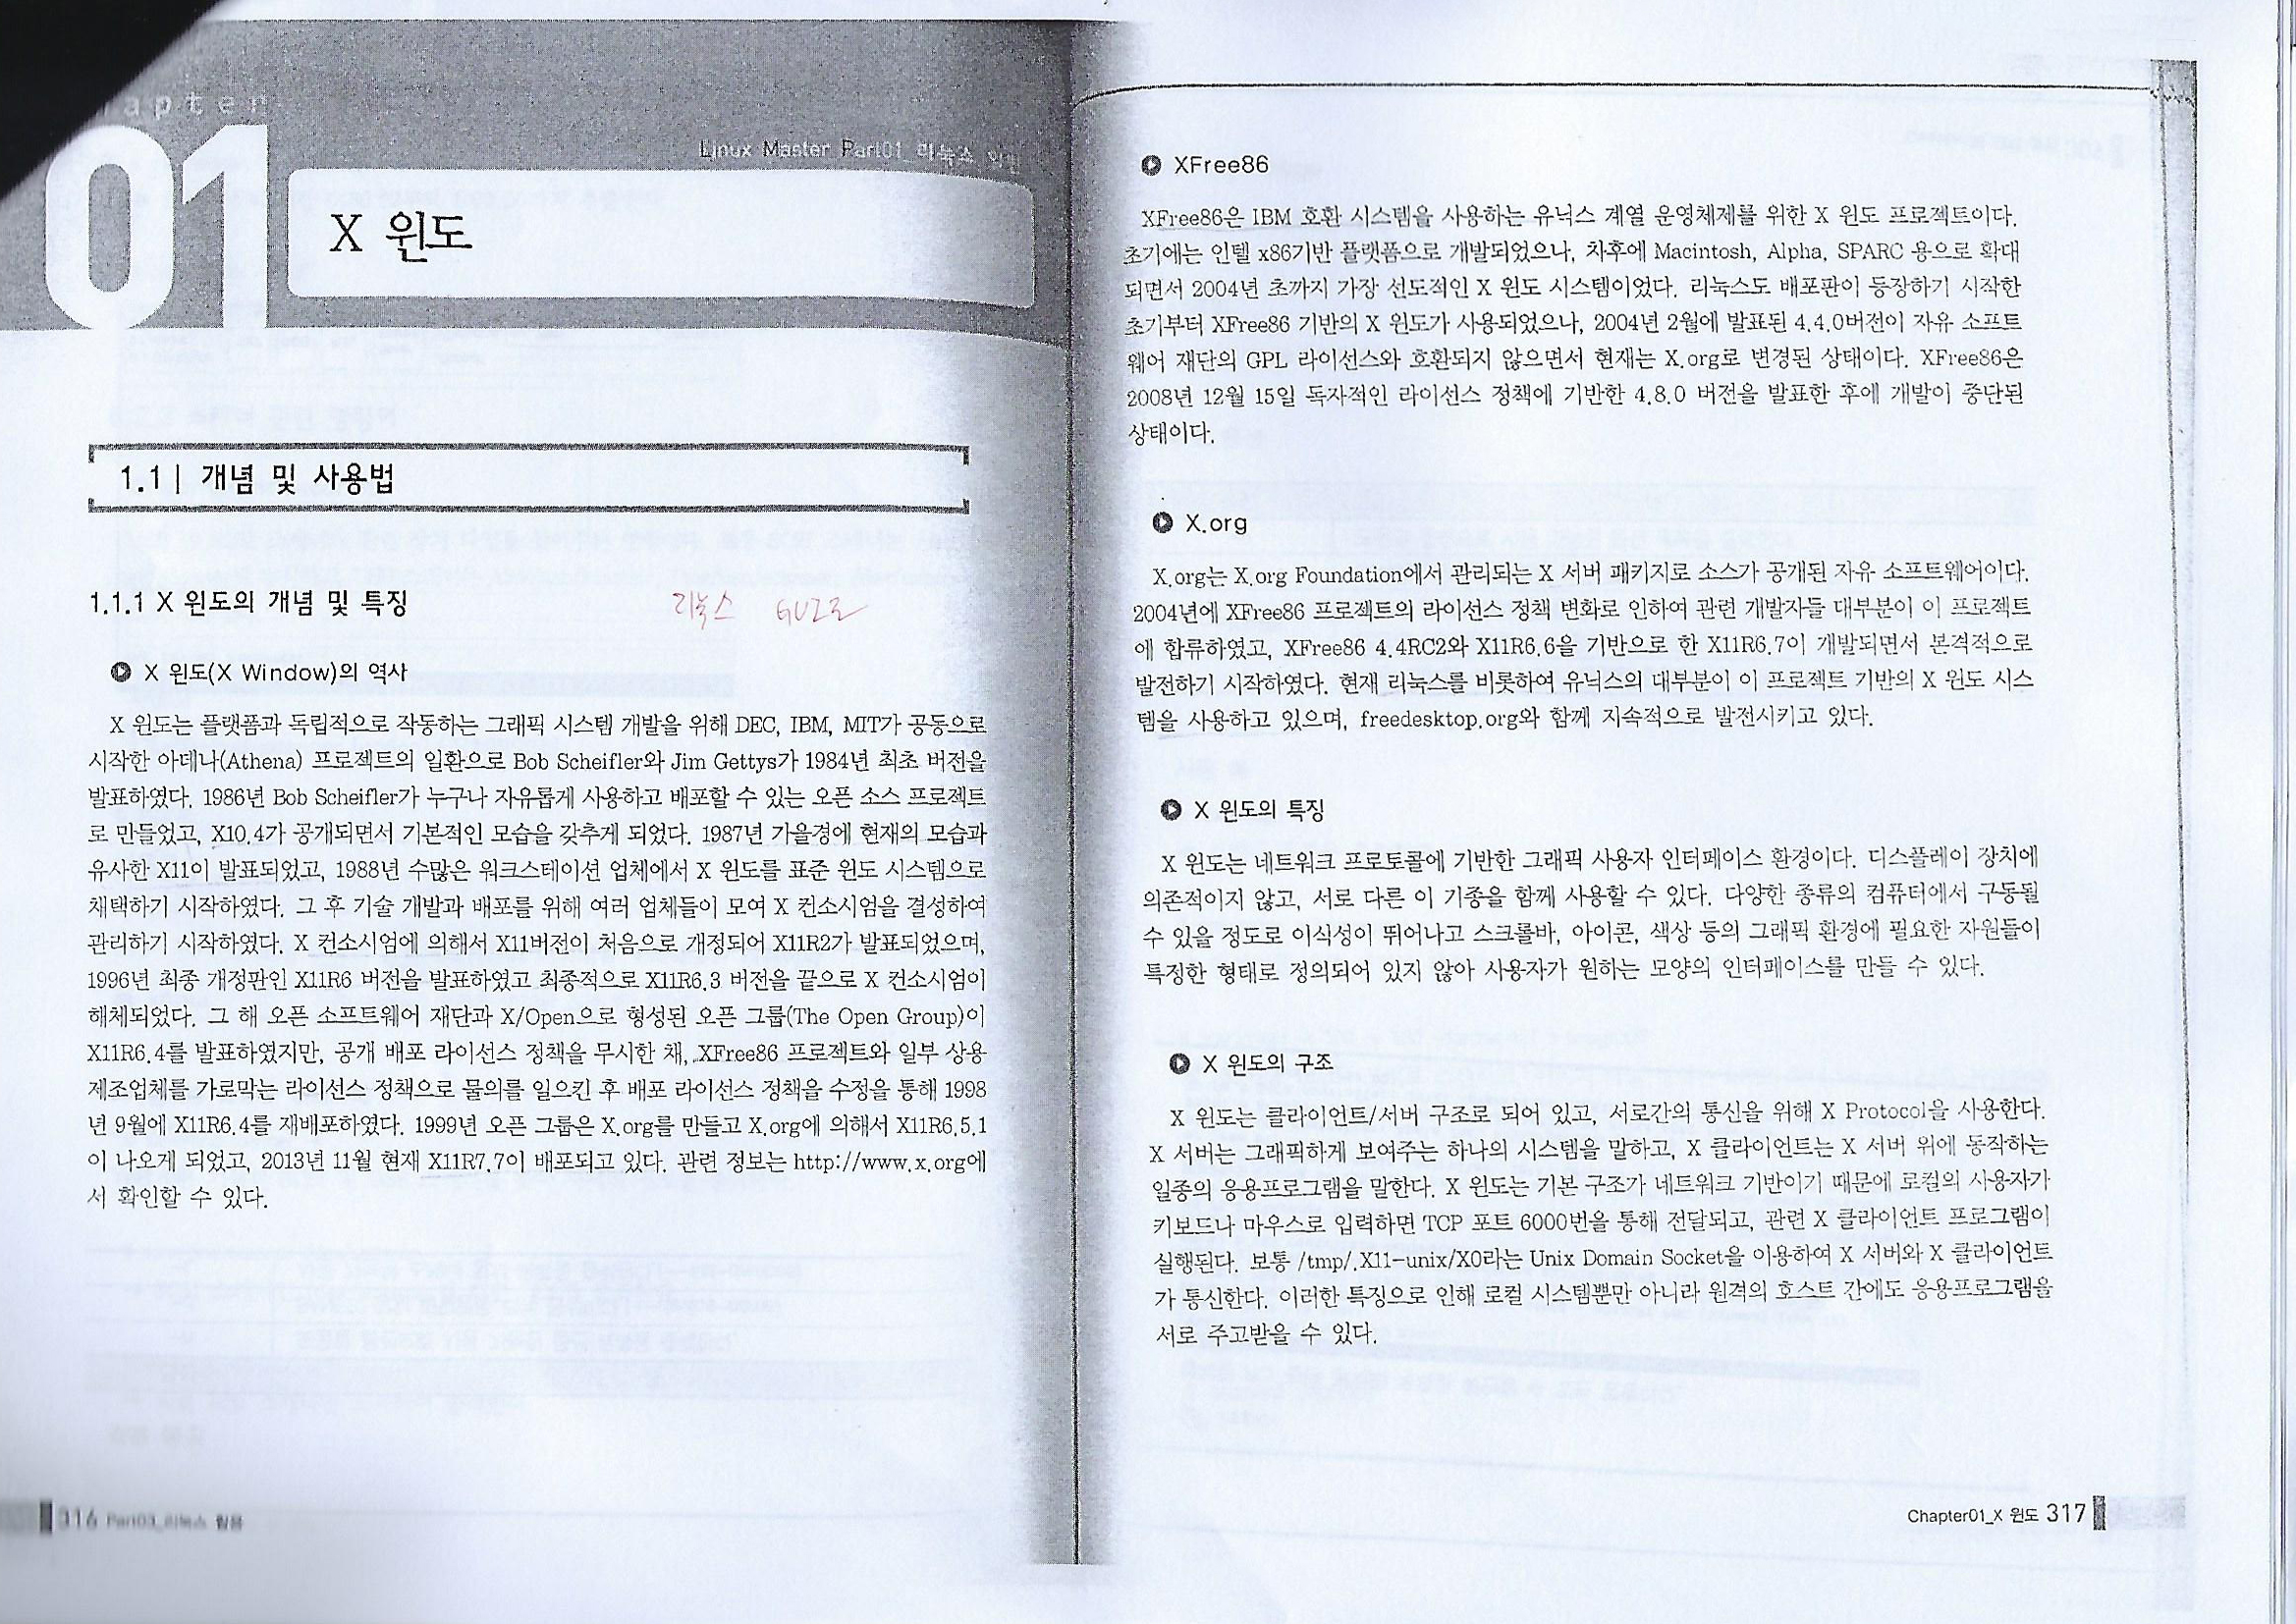 apter
01
Linux Master Part01_리눅스
X 윈도
1.1 | 개념 및 사용법
1.1.1 X 윈도의 개념 및 특징
리눅스 GUI로
X 윈도(X Window)의 역사
X 윈도는 플랫폼과 독립적으로 작동하는 그래픽 시스템 개발을 위해 DEC, IBM, MIT가 공동으로
시작한 아데나(Athena) 프로젝트의 일환으로 Bob Scheifler와 Jim Gettys가 1984년 최초 버전을
발표하였다. 1986년 Bob Scheifler가 누구나 자유롭게 사용하고 배포할 수 있는 오픈 소스 프로젝트
로 만들었고, X10.4가 공개되면서 기본적인 모습을 갖추게 되었다. 1987년 가을경에 현재의 모습과
유사한 X11이 발표되었고, 1988년 수많은 워크스테이션 업체에서 X 윈도를 표준 윈도 시스템으로
채택하기 시작하였다. 그 후 기술 개발과 배포를 위해 여러 업체들이 모여 X 컨소시엄을 결성하여
관리하기 시작하였다. X 컨소시엄에 의해서 X11버전이 처음으로 개정되어 X11R2가 발표되었으며,
1996년 최종 개정판인 X11R6 버전을 발표하였고 최종적으로 X11R6.3 버전을 끝으로 X 컨소시엄이
해체되었다. 그 해 오픈 소프트웨어 재단과 X/Open으로 형성된 오픈 그룹(The Open Group)이
X11R6.4를 발표하였지만, 공개 배포 라이선스 정책을 무시한 채, XFree86 프로젝트와 일부 상용
제조업체를 가로막는 라이선스 정책으로 물의를 일으킨 후 배포 라이선스 정책을 수정을 통해 1998
년 9월에 X11R6.4를 재배포하였다. 1999년 오픈 그룹은 X.org를 만들고 X.org에 의해서 X11R6.5.1
이 나오게 되었고, 2013년 11월 현재 X11R7.7이 배포되고 있다. 관련 정보는 http://www.x.org에
서 확인할 수 있다.
316 Part03_리눅스 활용
XFree86
XFree86은 IBM 호환 시스템을 사용하는 유닉스 계열 운영체제를 위한 X 윈도 프로젝트이다.
초기에는 인텔 x86기반 플랫폼으로 개발되었으나, 차후에 Macintosh, Alpha, SPARC 용으로 확대
되면서 2004년 초까지 가장 선도적인 X 윈도 시스템이었다. 리눅스도 배포판이 등장하기 시작한
초기부터 XFree86 기반의 X 윈도가 사용되었으나, 2004년 2월에 발표된 4.4.0버전이 자유 소프트
웨어 재단의 GPL 라이선스와 호환되지 않으면서 현재는 X.org로 변경된 상태이다. XFree86은
2008년 12월 15일 독자적인 라이선스 정책에 기반한 4.8.0 버전을 발표한 후에 개발이 중단된
상태이다.
X.org
X.org는 X.org Foundation에서 관리되는 X 서버 패키지로 소스가 공개된 자유 소프트웨어이다.
2004년에 XFree86 프로젝트의 라이선스 정책 변화로 인하여 관련 개발자들 대부분이 이 프로젝트
에 합류하였고, XFree86 4.4RC2와 X11R6.6을 기반으로 한 X11R6.7이 개발되면서 본격적으로
발전하기 시작하였다. 현재 리눅스를 비롯하여 유닉스의 대부분이 이 프로젝트 기반의 X 윈도 시스
템을 사용하고 있으며, freedesktop.org와 함께 지속적으로 발전시키고 있다.
X 윈도의 특징
X 윈도는 네트워크 프로토콜에 기반한 그래픽 사용자 인터페이스 환경이다. 디스플레이 장치에
의존적이지 않고, 서로 다른 이 기종을 함께 사용할 수 있다. 다양한 종류의 컴퓨터에서 구동될
수 있을 정도로 이식성이 뛰어나고 스크롤바, 아이콘, 색상 등의 그래픽 환경에 필요한 자원들이
특징한 형태로 정의되어 있지 않아 사용자가 원하는 모양의 인터페이스를 만들 수 있다.
X 윈도의 구조
X 윈도는 클라이언트/서버 구조로 되어 있고, 서로간의 통신을 위해 X Protocol을 사용한다.
X 서버는 그래픽하게 보여주는 하나의 시스템을 말하고, X 클라이언트는 X 서버 위에 동작하는
일종의 응용프로그램을 말한다. X 윈도는 기본 구조가 네트워크 기반이기 때문에 로컬의 사용자가
키보드나 마우스로 입력하면 TCP 포트 6000번을 통해 전달되고, 관련 X 클라이언트 프로그램이
실행된다. 보통 /tmp/.X11-unix/X0라는 Unix Domain Socket을 이용하여 X 서버와 X 클라이언트
가 통신한다. 이러한 특징으로 인해 로컬 시스템뿐만 아니라 원격의 호스트 간에도 응용프로그램을
서로 주고받을 수 있다.
Chapter01_X 윈도 317